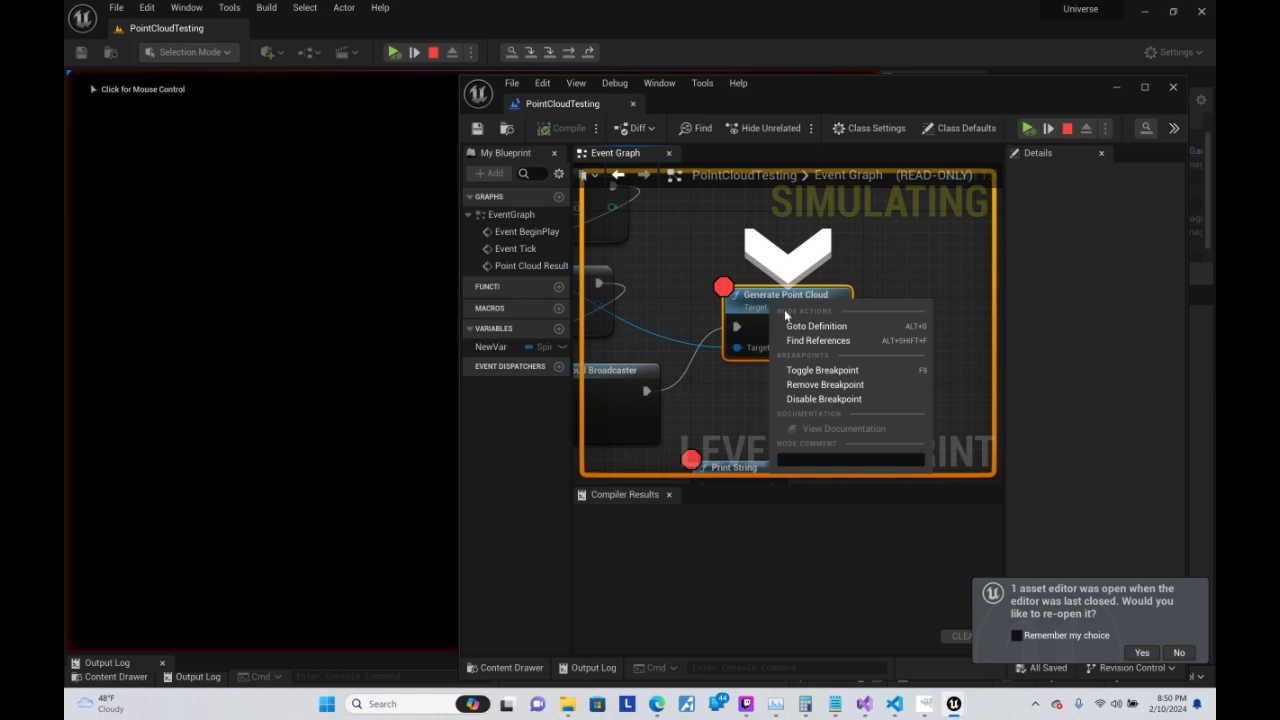 File Edit Window Tools Build Select Actor Help
Universe
PointCloudTesting
Selection Mode
Settings
Click for Mouse Control
File Edit View Debug Window Tools Help
PointCloudTesting
Compile
Diff
Find
Hide Unrelated
Class Settings
Class Defaults
My Blueprint
Event Graph
Details
Add
PointCloudTesting > Event Graph (READ-ONLY)
SIMULATING
GRAPHS
EventGraph
Event BeginPlay
Event Tick
Point Cloud Result
FUNCTI
MACROS
VARIABLES
NewVar
EVENT DISPATCHERS
Generate Point Cloud
Target
Target
Broadcaster
Print String
NODE ACTIONS
Goto Definition ALT+G
Find References ALT+SHIFT+F
BREAKPOINTS
Toggle Breakpoint F9
Remove Breakpoint
Disable Breakpoint
DOCUMENTATION
View Documentation
NODE COMMENT
Compiler Results
1 asset editor was open when the
editor was last closed. Would you
like to re-open it?
Remember my choice
Yes No
Content Drawer Output Log Cmd Enter Console Command
All Saved Revision Control
Output Log
Content Drawer Output Log Cmd Enter Console Command
48°F
Cloudy
Search
44
8:50 PM
2/10/2024